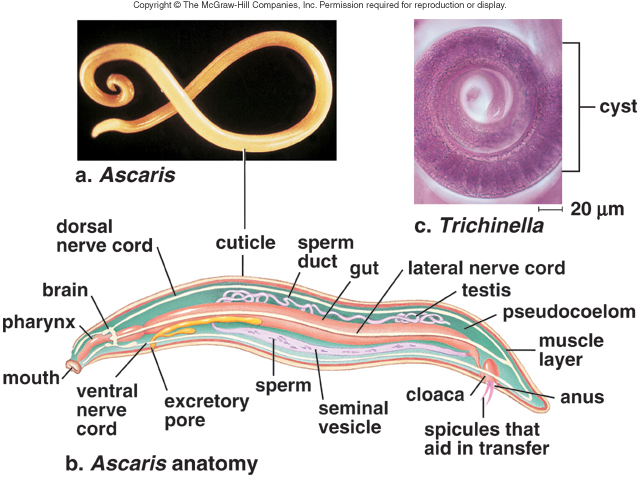 Copyright © The McGraw-Hill Companies, Inc. Permission required for reproduction or display.
a. Ascaris
cyst
20 μm
c. Trichinella
dorsal
nerve cord
cuticle
sperm
duct
gut
lateral nerve cord
testis
brain
pseudocoelom
pharynx
muscle
layer
mouth
ventral
nerve
cord
excretory
pore
sperm
seminal
vesicle
cloaca
anus
spicules that
aid in transfer
b. Ascaris anatomy